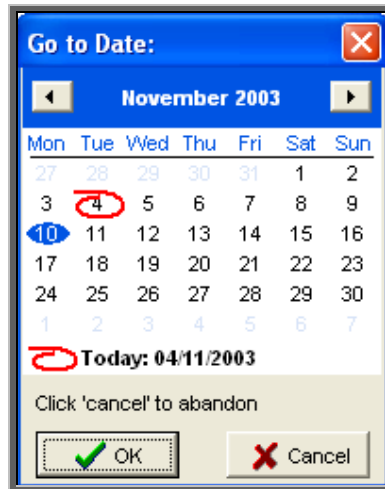 Go to Date:
November 2003
Mon Tue Wed Thu Fri Sat Sun
27 28 29 30 31 1 2
3 4 5 6 7 8 9
10 11 12 13 14 15 16
17 18 19 20 21 22 23
24 25 26 27 28 29 30
1 2 3 4 5 6 7
Today: 04/11/2003
Click 'cancel' to abandon
OK Cancel